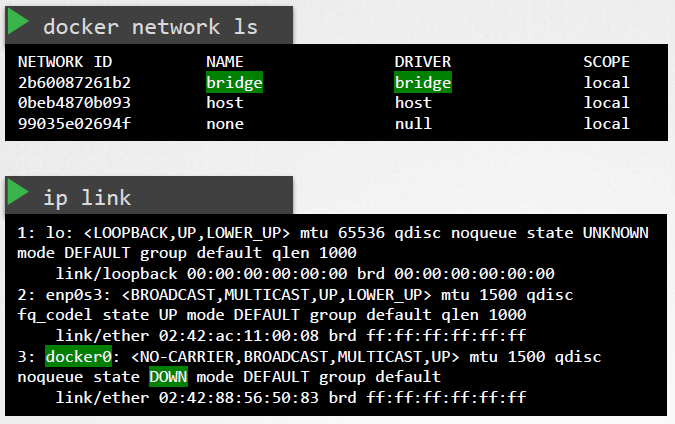 docker network ls
NETWORK ID NAME DRIVER SCOPE
2b60087261b2 bridge bridge local
0beb4870b093 host host local
99035e02694f none null local
ip link
1: lo: <LOOPBACK,UP,LOWER_UP> mtu 65536 qdisc noqueue state UNKNOWN
mode DEFAULT group default qlen 1000
link/loopback 00:00:00:00:00:00 brd 00:00:00:00:00:00
2: enp0s3: <BROADCAST,MULTICAST,UP,LOWER_UP> mtu 1500 qdisc
fq_codel state UP mode DEFAULT group default qlen 1000
link/ether 02:42:ac:11:00:08 brd ff:ff:ff:ff:ff:ff
3: docker0: <NO-CARRIER,BROADCAST,MULTICAST,UP> mtu 1500 qdisc
noqueue state DOWN mode DEFAULT group default
link/ether 02:42:88:56:50:83 brd ff:ff:ff:ff:ff:ff